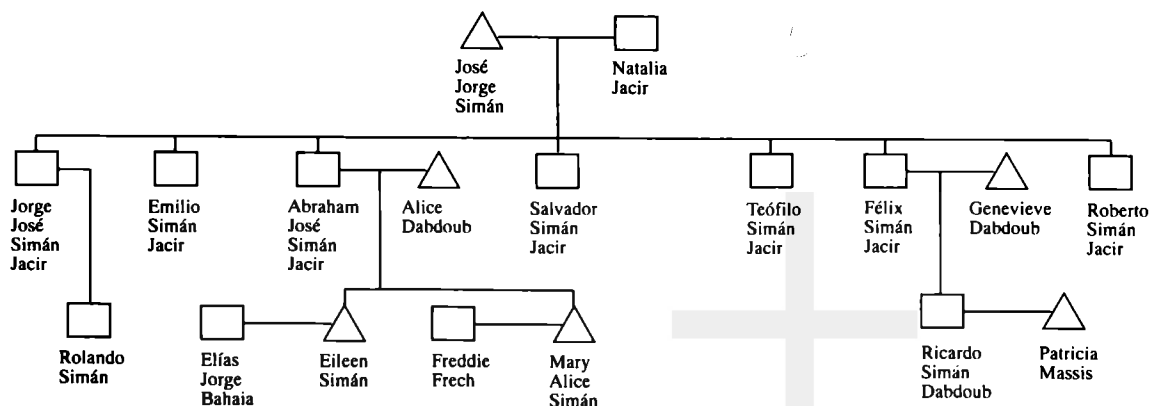 José
Jorge
Simán
Natalia
Jacir
Jorge
José
Simán
Jacir
Emilio
Simán
Jacir
Abraham
José
Simán
Jacir
Alice
Dabdoub
Salvador
Simán
Jacir
Teófilo
Simán
Jacir
Félix
Simán
Jacir
Genevieve
Dabdoub
Roberto
Simán
Jacir
Rolando
Simán
Elías
Jorge
Bahaia
Eileen
Simán
Freddie
Frech
Mary
Alice
Simán
Ricardo
Simán
Dabdoub
Patricia
Massis